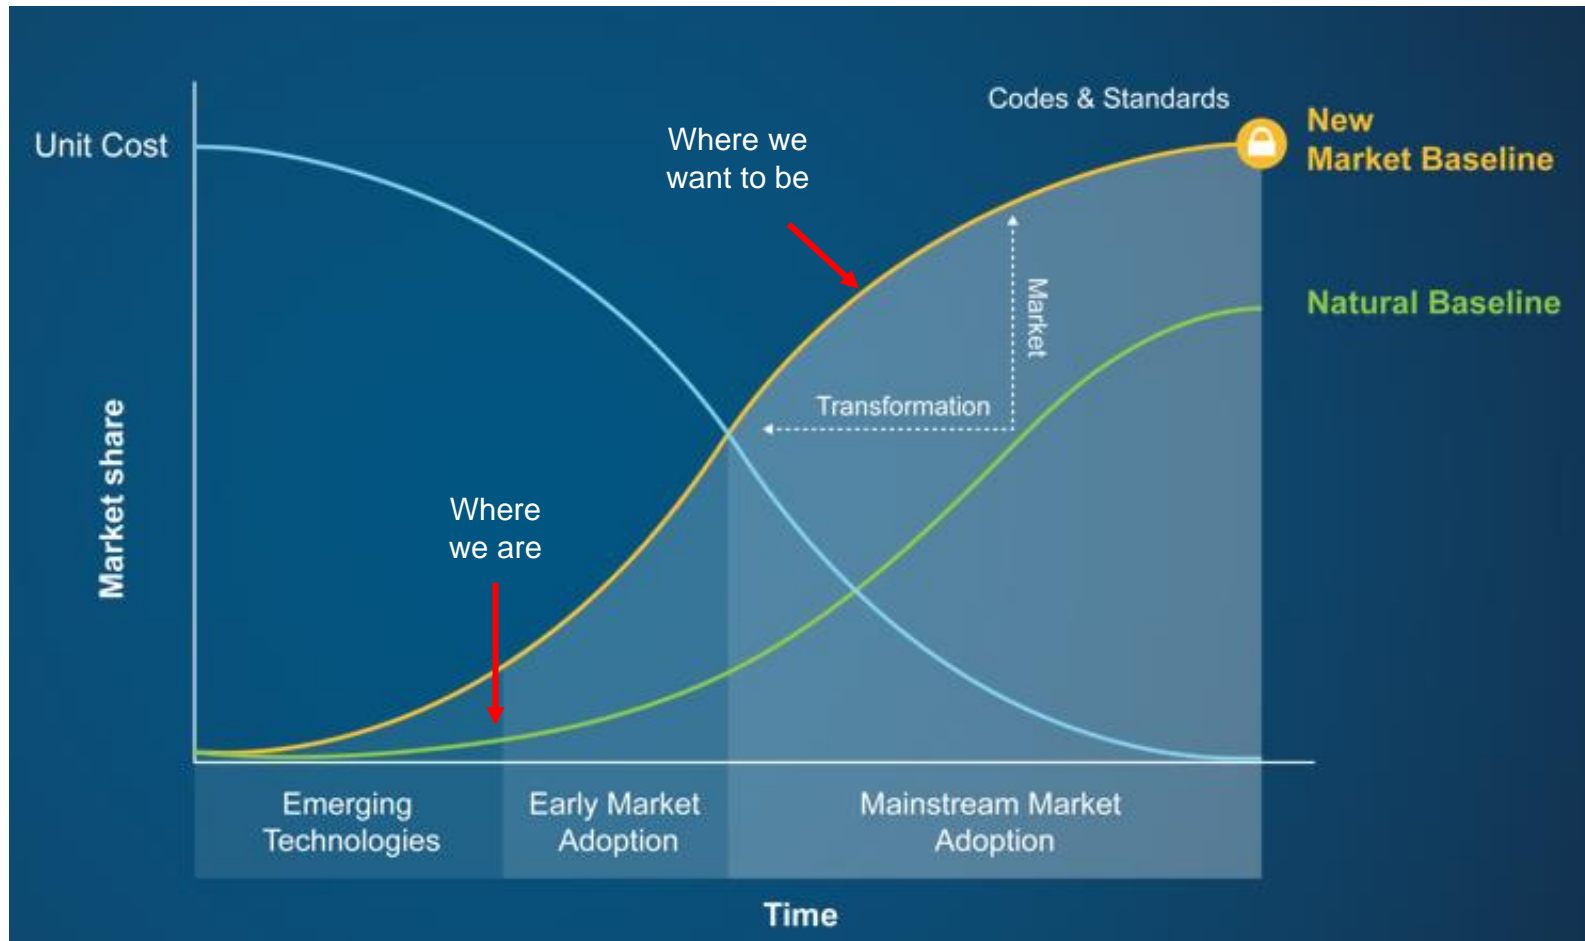 Codes & Standards
New
Market Baseline
Unit Cost
Where we
want to be
Market
Natural Baseline
Transformation
Market share
Where
we are
Emerging
Technologies
Early Market
Adoption
Mainstream Market
Adoption
Time